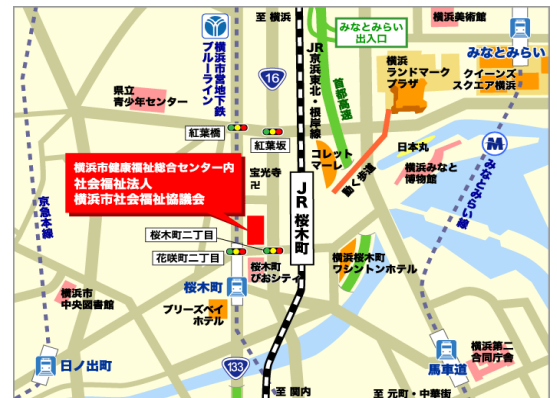 至 横浜
横浜美術館
みなとみらい
出入口
みなとみらい
横浜市営地下鉄
ブルーライン
JR京浜東北・根岸線
16
首都高速
横浜
ランドマーク
プラザ
クイーンズ
スクエア横浜
県立
青少年センター
紅葉橋
紅葉坂
コレット
マーレ
日本丸
M
横浜みなと
博物館
動く歩道
みなとみらい線
横浜市健康福祉総合センター内
社会福祉法人
横浜市社会福祉協議会
宝光寺
卍
京急本線
JR 桜木町
桜木町二丁目
花咲町二丁目
桜木町
ぴおシティ
横浜桜木町
ワシントンホテル
桜木町
横浜市
中央図書館
ブリーズベイ
ホテル
日ノ出町
133
馬車道
横浜第二
合同庁舎
至 関内
至 元町・中華街